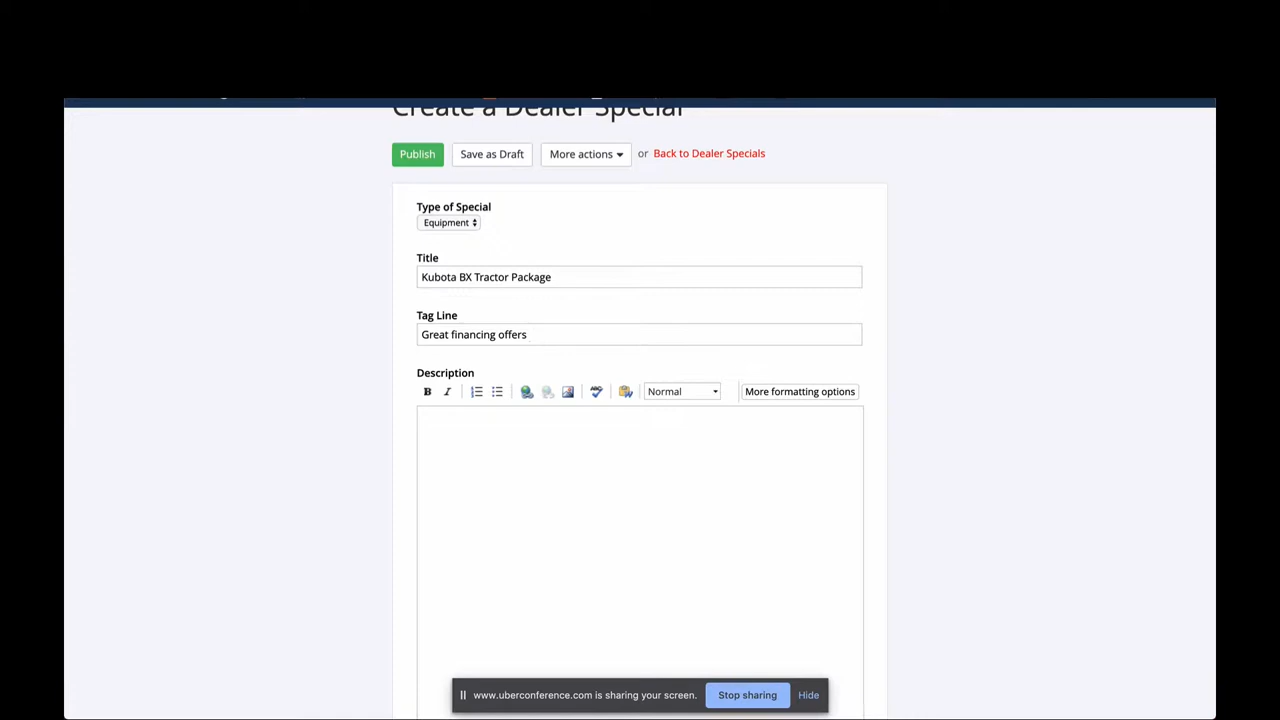 Create a Dealer Special
Publish
Save as Draft
More actions
or
Back to Dealer Specials
Type of Special
Equipment
Title
Kubota BX Tractor Package
Tag Line
Great financing offers
Description
B I
ABC
Normal
More formatting options
www.uberconference.com is sharing your screen.
Stop sharing
Hide